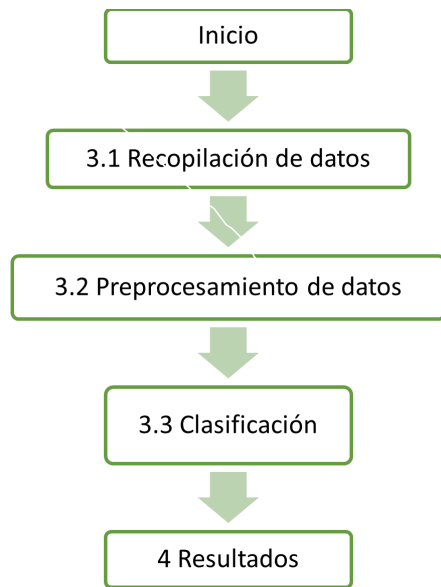 Inicio
3.1 Recopilación de datos
3.2 Preprocesamiento de datos
3.3 Clasificación
4 Resultados